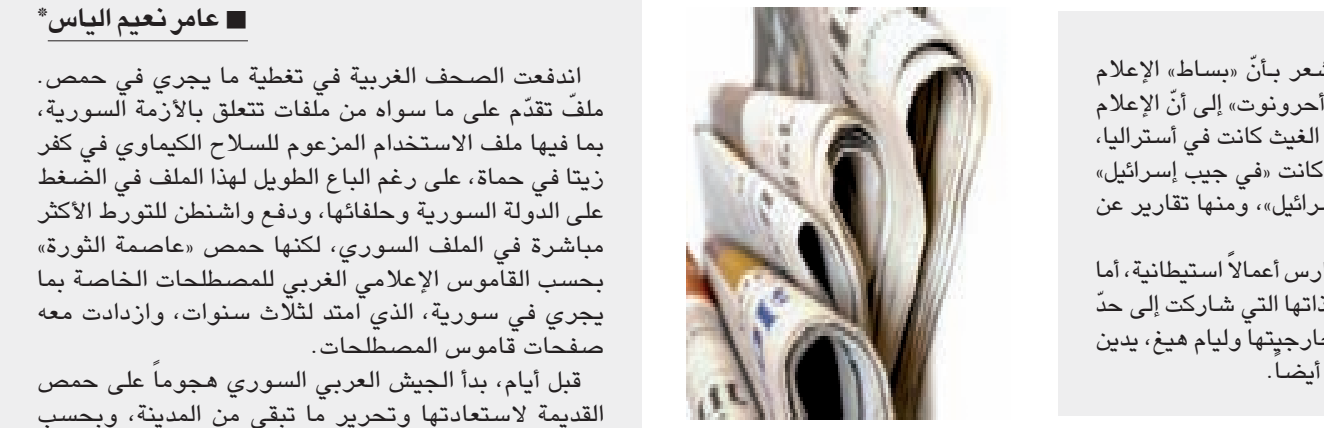 شعر بـأنّ «بساط» الإعلام
أحرونوت» إلى أنّ الإعلام
الغيث كانت في أستراليا،
كانت «في جيب إسرائيل»
رائيل»، ومنها تقارير عن
ارس أعمالاً استيطانية، أما
ذاتها التي شاركت إلى حدّ
خارجيتها وليام هيغ، يدين
أيضاً.
■ عامر نعيم الياس*
اندفعت الصحف الغربية في تغطية ما يجري في حمص.
ملفّ تقدّم على ما سواه من ملفات تتعلق بالأزمة السورية،
بما فيها ملف الاستخدام المزعوم للسلاح الكيماوي في كفر
زيتا في حماة، على رغم الباع الطويل لهذا الملف في الضغط
على الدولة السورية وحلفائها، ودفع واشنطن للتورط الأكثر
مباشرة في الملف السوري، لكنها حمص «عاصمة الثورة»
بحسب القاموس الإعلامي الغربي للمصطلحات الخاصة بما
يجري في سورية، الذي امتد لثلاث سنوات، وازدادت معه
صفحات قاموس المصطلحات.
قبل أيام، بدأ الجيش العربي السوري هجوماً على حمص
القديمة لاستعادتها وتحرير ما تبقى من المدينة، وبحسب